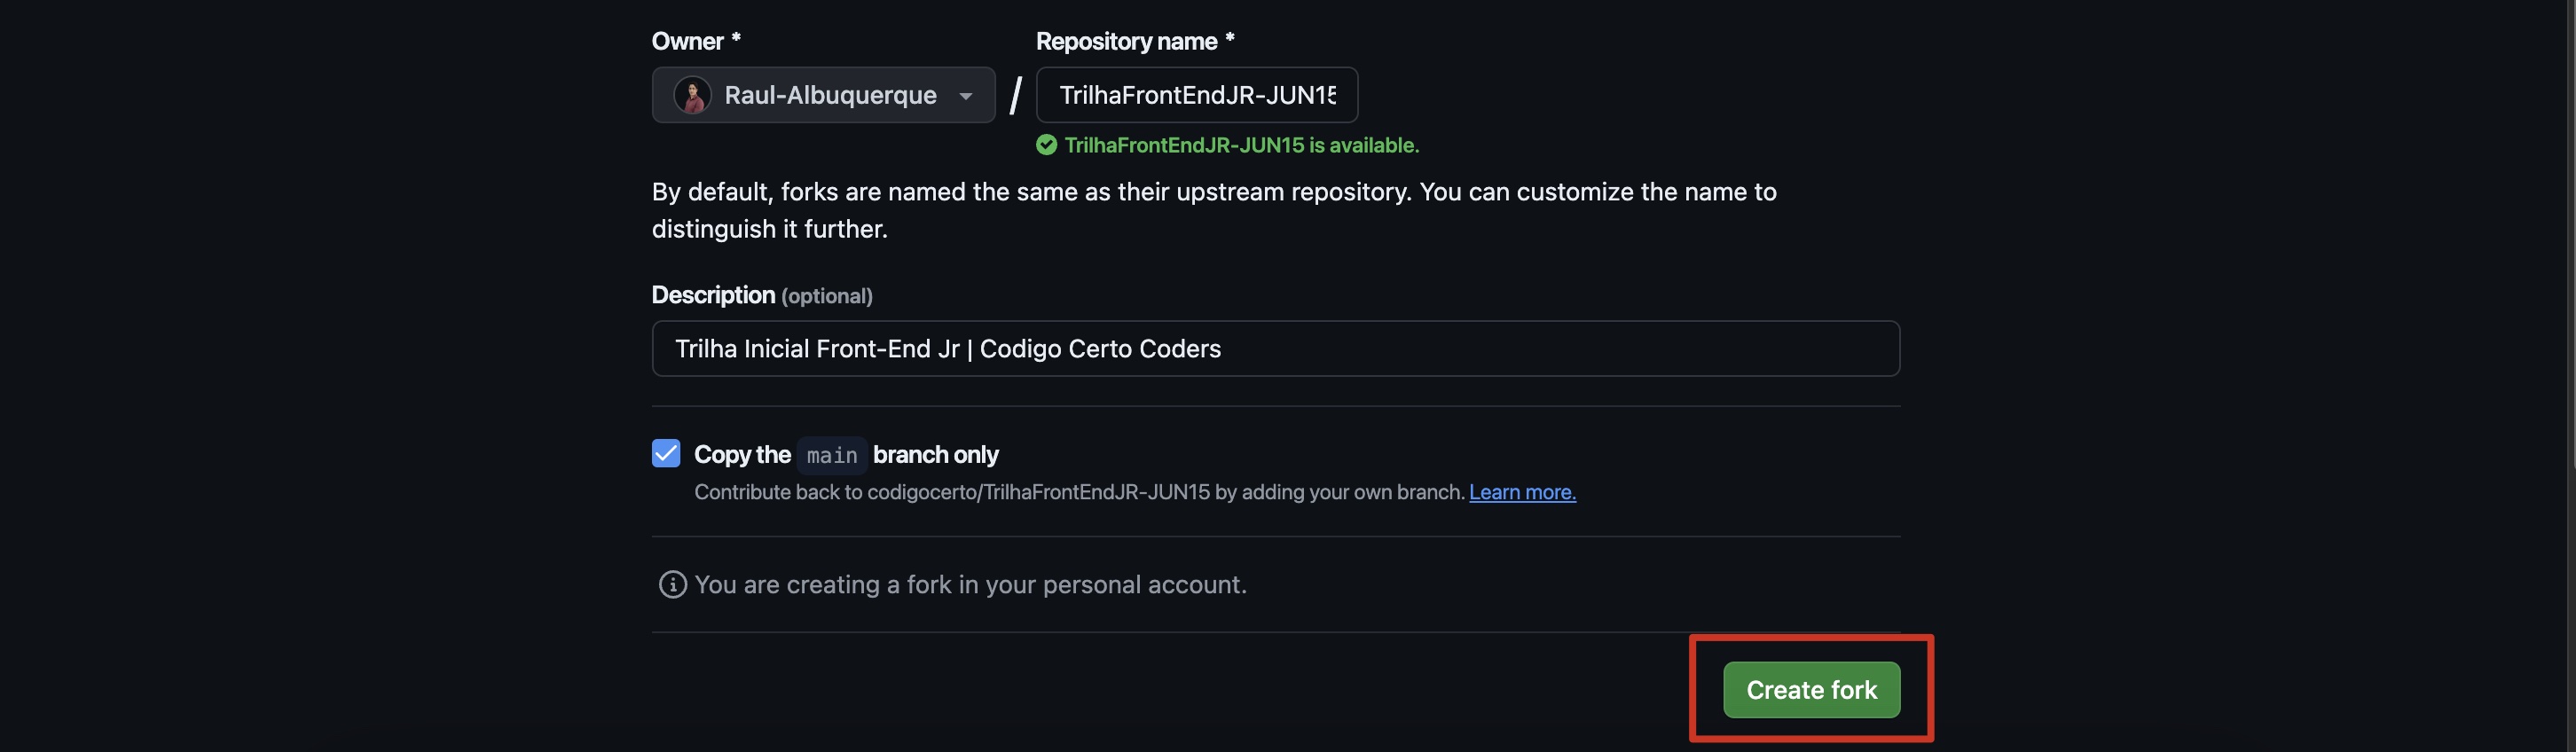 Owner * Repository name *
Raul-Albuquerque / TrilhaFrontEndJR-JUN15
TrilhaFrontEndJR-JUN15 is available.
By default, forks are named the same as their upstream repository. You can customize the name to
distinguish it further.
Description (optional)
Trilha Inicial Front-End Jr | Codigo Certo Coders
Copy the main branch only
Contribute back to codigocerto/TrilhaFrontEndJR-JUN15 by adding your own branch. Learn more.
You are creating a fork in your personal account.
Create fork